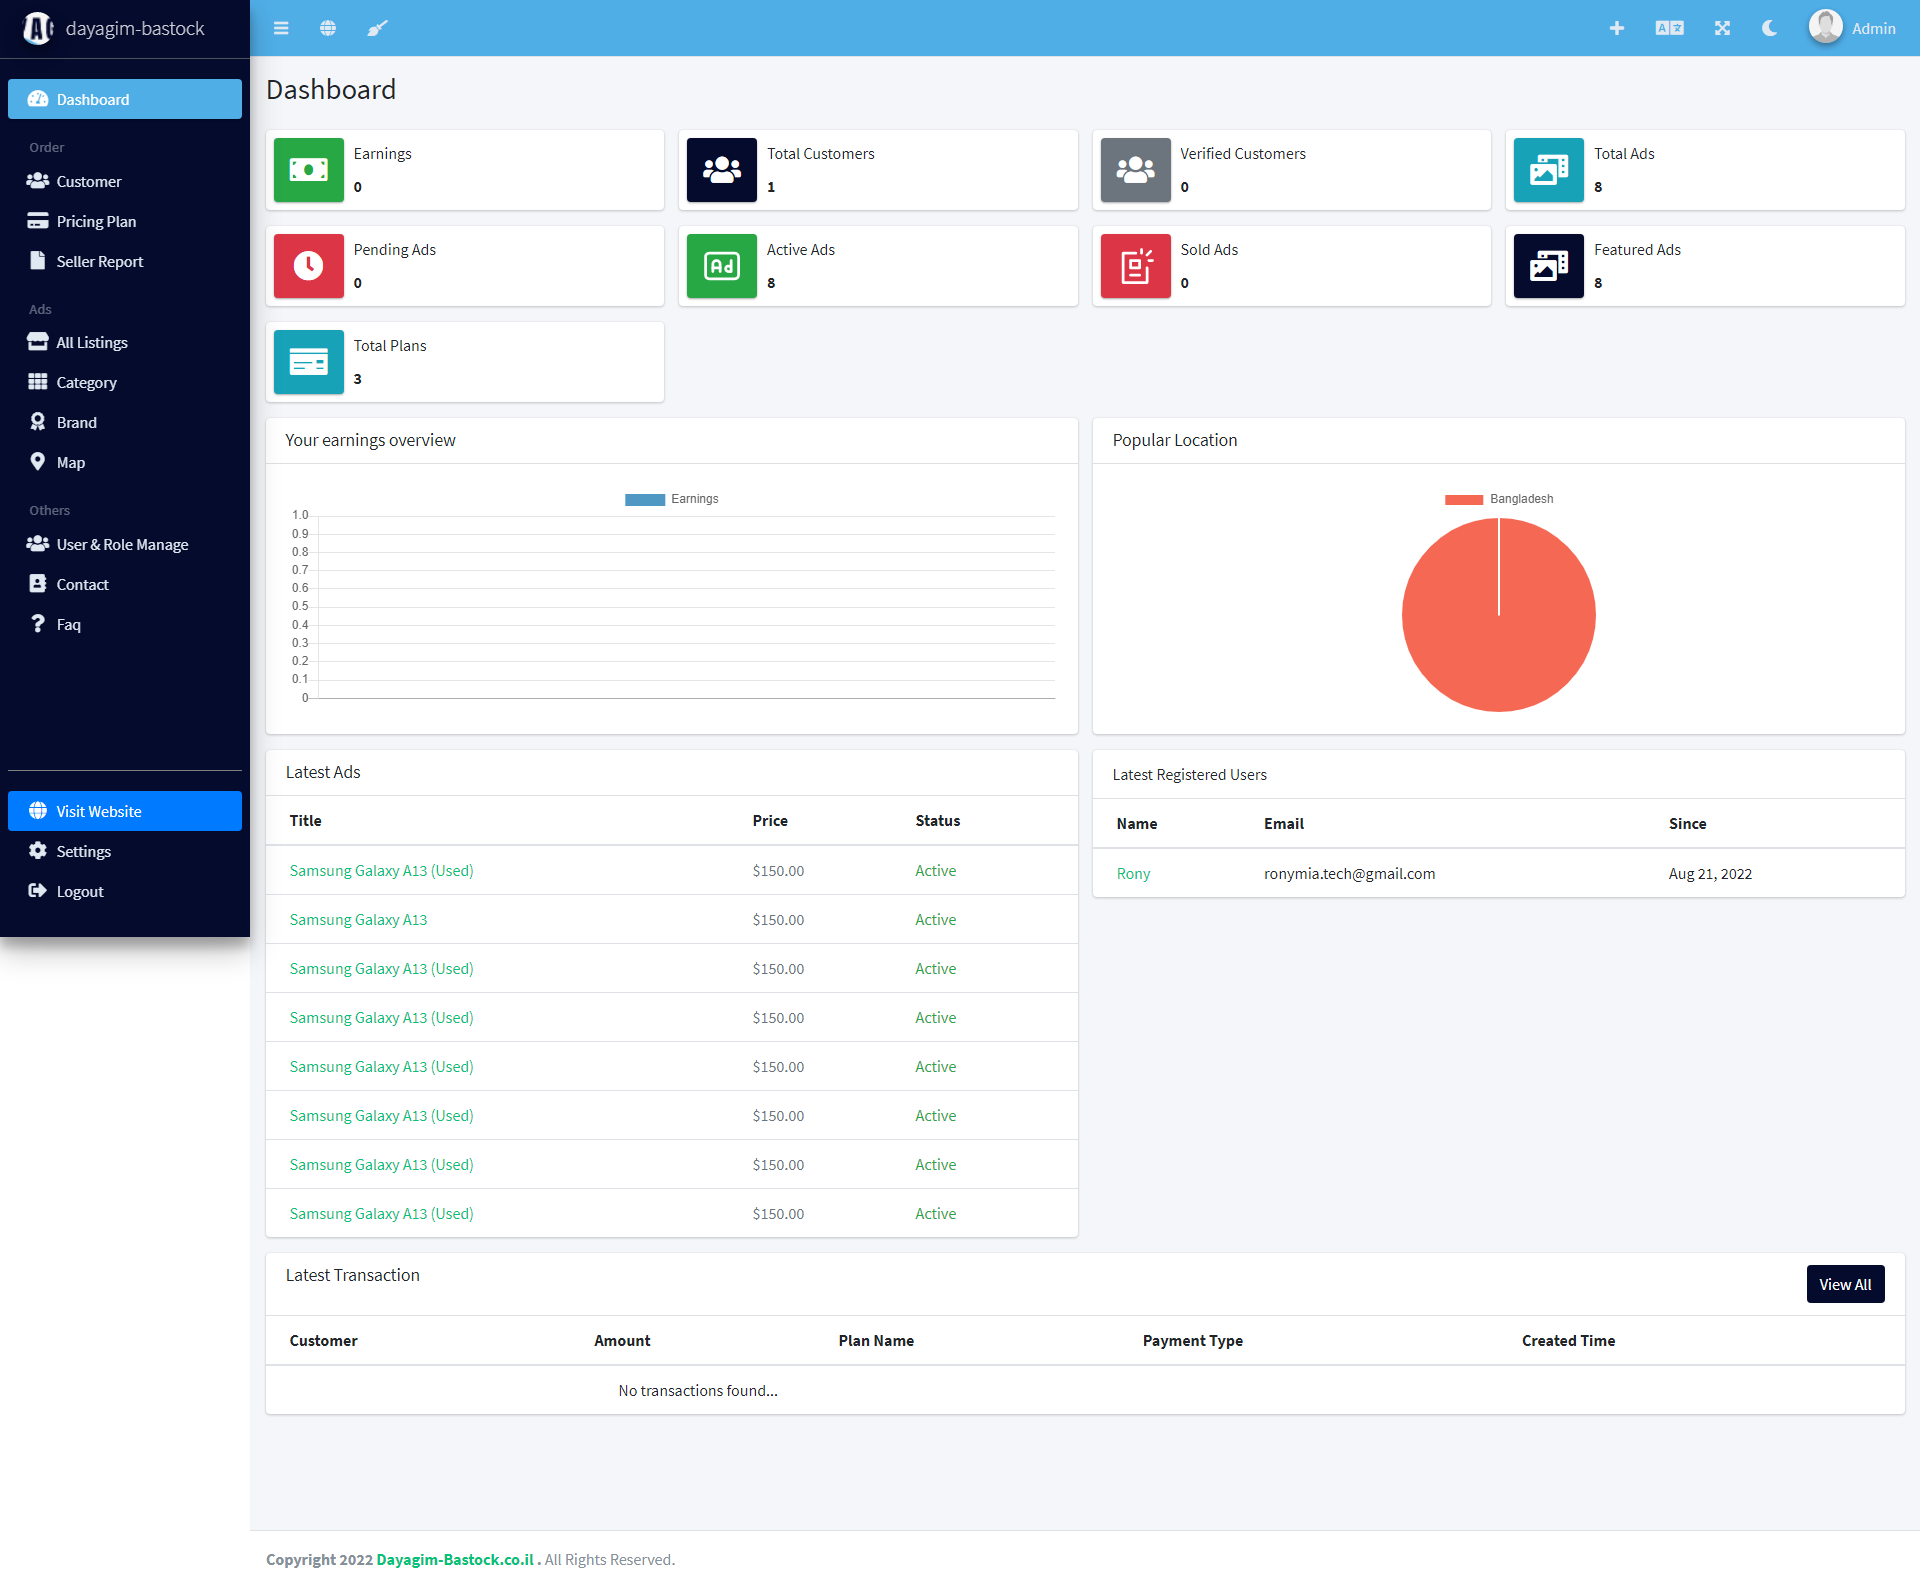 dayagim-bastock
Admin
Dashboard
Order
Customer
Pricing Plan
Seller Report
Ads
All Listings
Category
Brand
Map
Others
User & Role Manage
Contact
Faq
Visit Website
Settings
Logout
Dashboard
Earnings
0
Total Customers
1
Verified Customers
0
Total Ads
8
Pending Ads
0
Active Ads
8
Sold Ads
0
Featured Ads
8
Total Plans
3
Your earnings overview
Earnings
1.0
0.9
0.8
0.7
0.6
0.5
0.4
0.3
0.2
0.1
0
Popular Location
Bangladesh
Latest Ads
Title Price Status
Samsung Galaxy A13 (Used) $150.00 Active
Samsung Galaxy A13 $150.00 Active
Samsung Galaxy A13 (Used) $150.00 Active
Samsung Galaxy A13 (Used) $150.00 Active
Samsung Galaxy A13 (Used) $150.00 Active
Samsung Galaxy A13 (Used) $150.00 Active
Samsung Galaxy A13 (Used) $150.00 Active
Samsung Galaxy A13 (Used) $150.00 Active
Latest Registered Users
Name Email Since
Rony ronymia.tech@gmail.com Aug 21, 2022
Latest Transaction
View All
Customer Amount Plan Name Payment Type Created Time
No transactions found...
Copyright 2022 Dayagim-Bastock.co.il . All Rights Reserved.